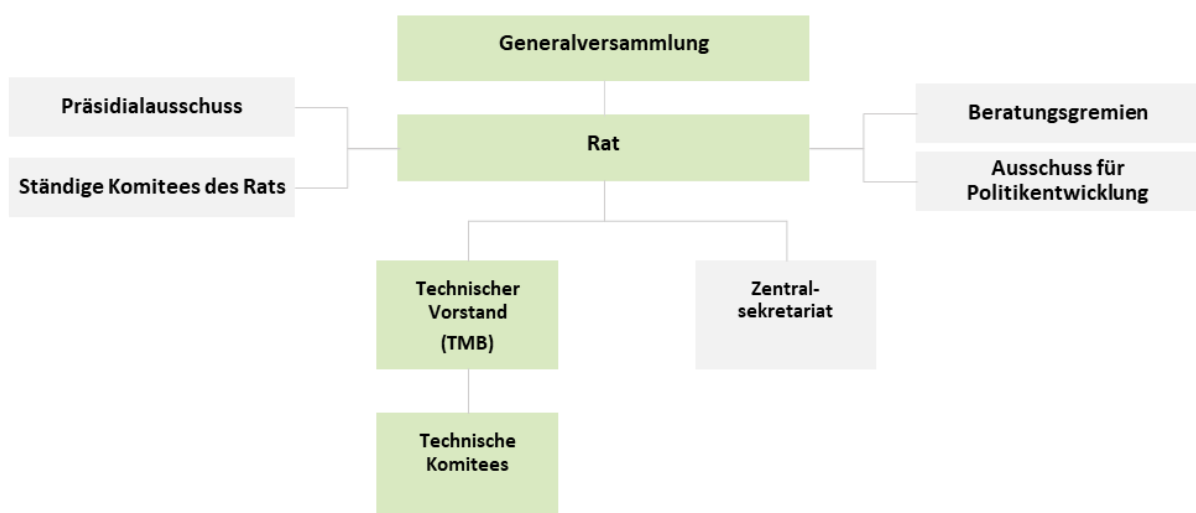 Generalversammlung
Präsidialausschuss
Rat
Beratungsgremien
Ständige Komitees des Rats
Ausschuss für
Politikentwicklung
Technischer
Vorstand
(TMB)
Zentral-
sekretariat
Technische
Komitees